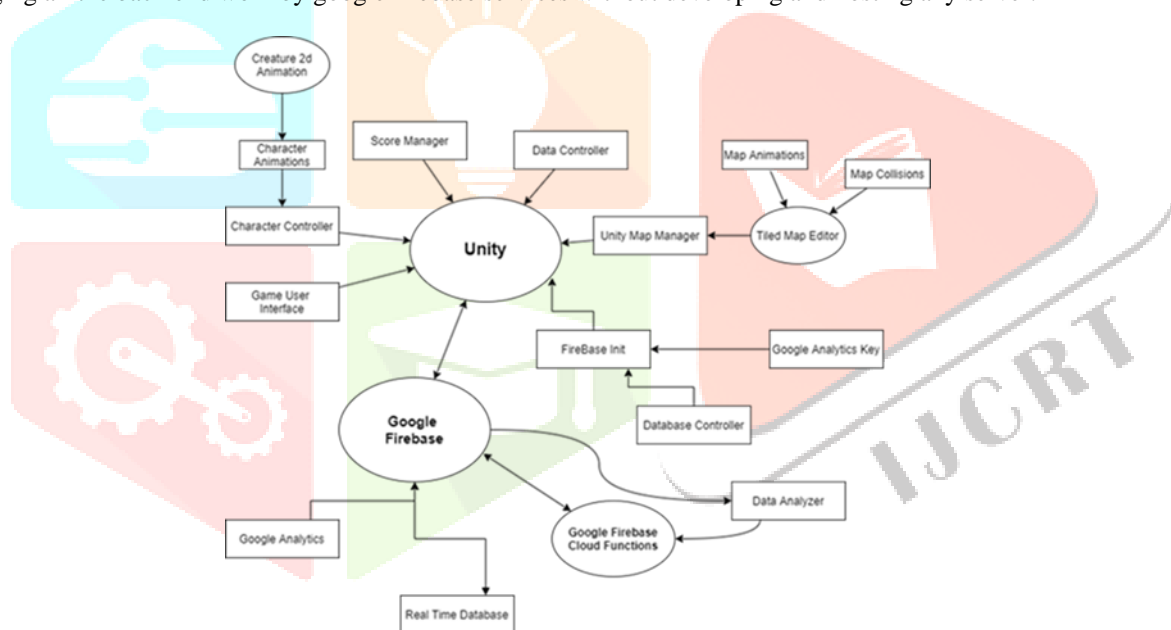 Creature 2d
Animation
Score Manager
Data Controller
Character
Animations
Map Animations
Map Collisions
Character Controller
Unity
Unity Map Manager
Tiled Map Editor
Game User
Interface
FireBase Init
Google Analytics Key
Google
Firebase
Database Controller
IJCRT
Data Analyzer
Google Analytics
Google Firebase
Cloud Functions
Real Time Database